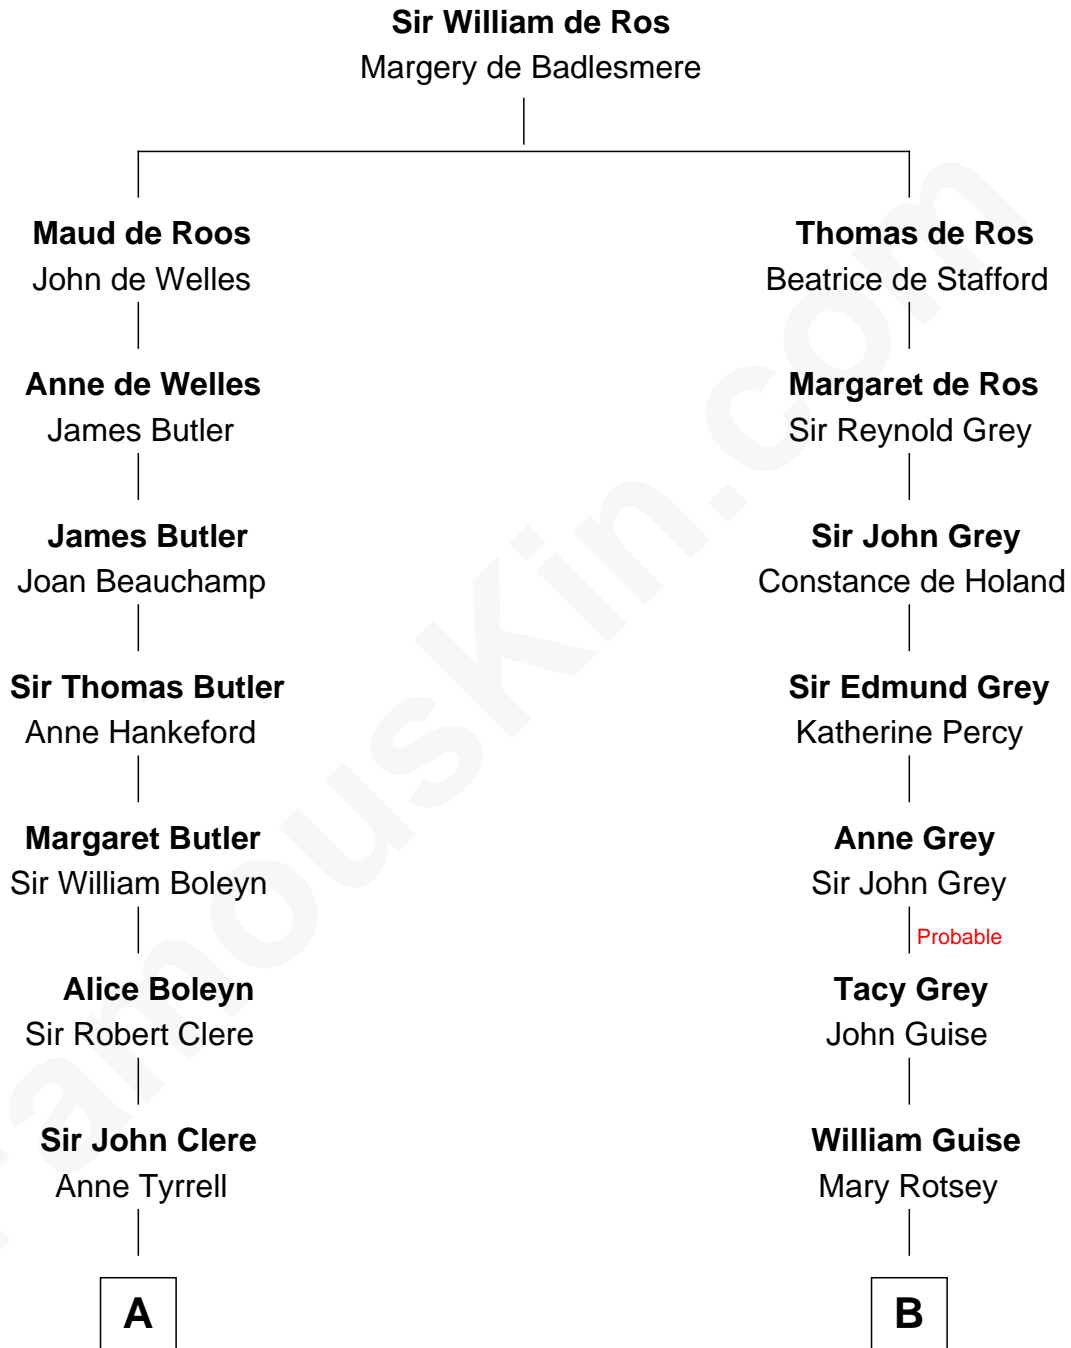 Sir William de Ros
Margery de Badlesmere
Maud de Roos
John de Welles
Thomas de Ros
Beatrice de Stafford
Anne de Welles
James Butler
Margaret de Ros
Sir Reynold Grey
James Butler
Joan Beauchamp
Sir John Grey
Constance de Holand
Sir Thomas Butler
Anne Hankeford
Sir Edmund Grey
Katherine Percy
Margaret Butler
Sir William Boleyn
Anne Grey
Sir John Grey
Probable
Alice Boleyn
Sir Robert Clere
Tacy Grey
John Guise
Sir John Clere
Anne Tyrrell
William Guise
Mary Rotsey
A
B
FamousKin.com